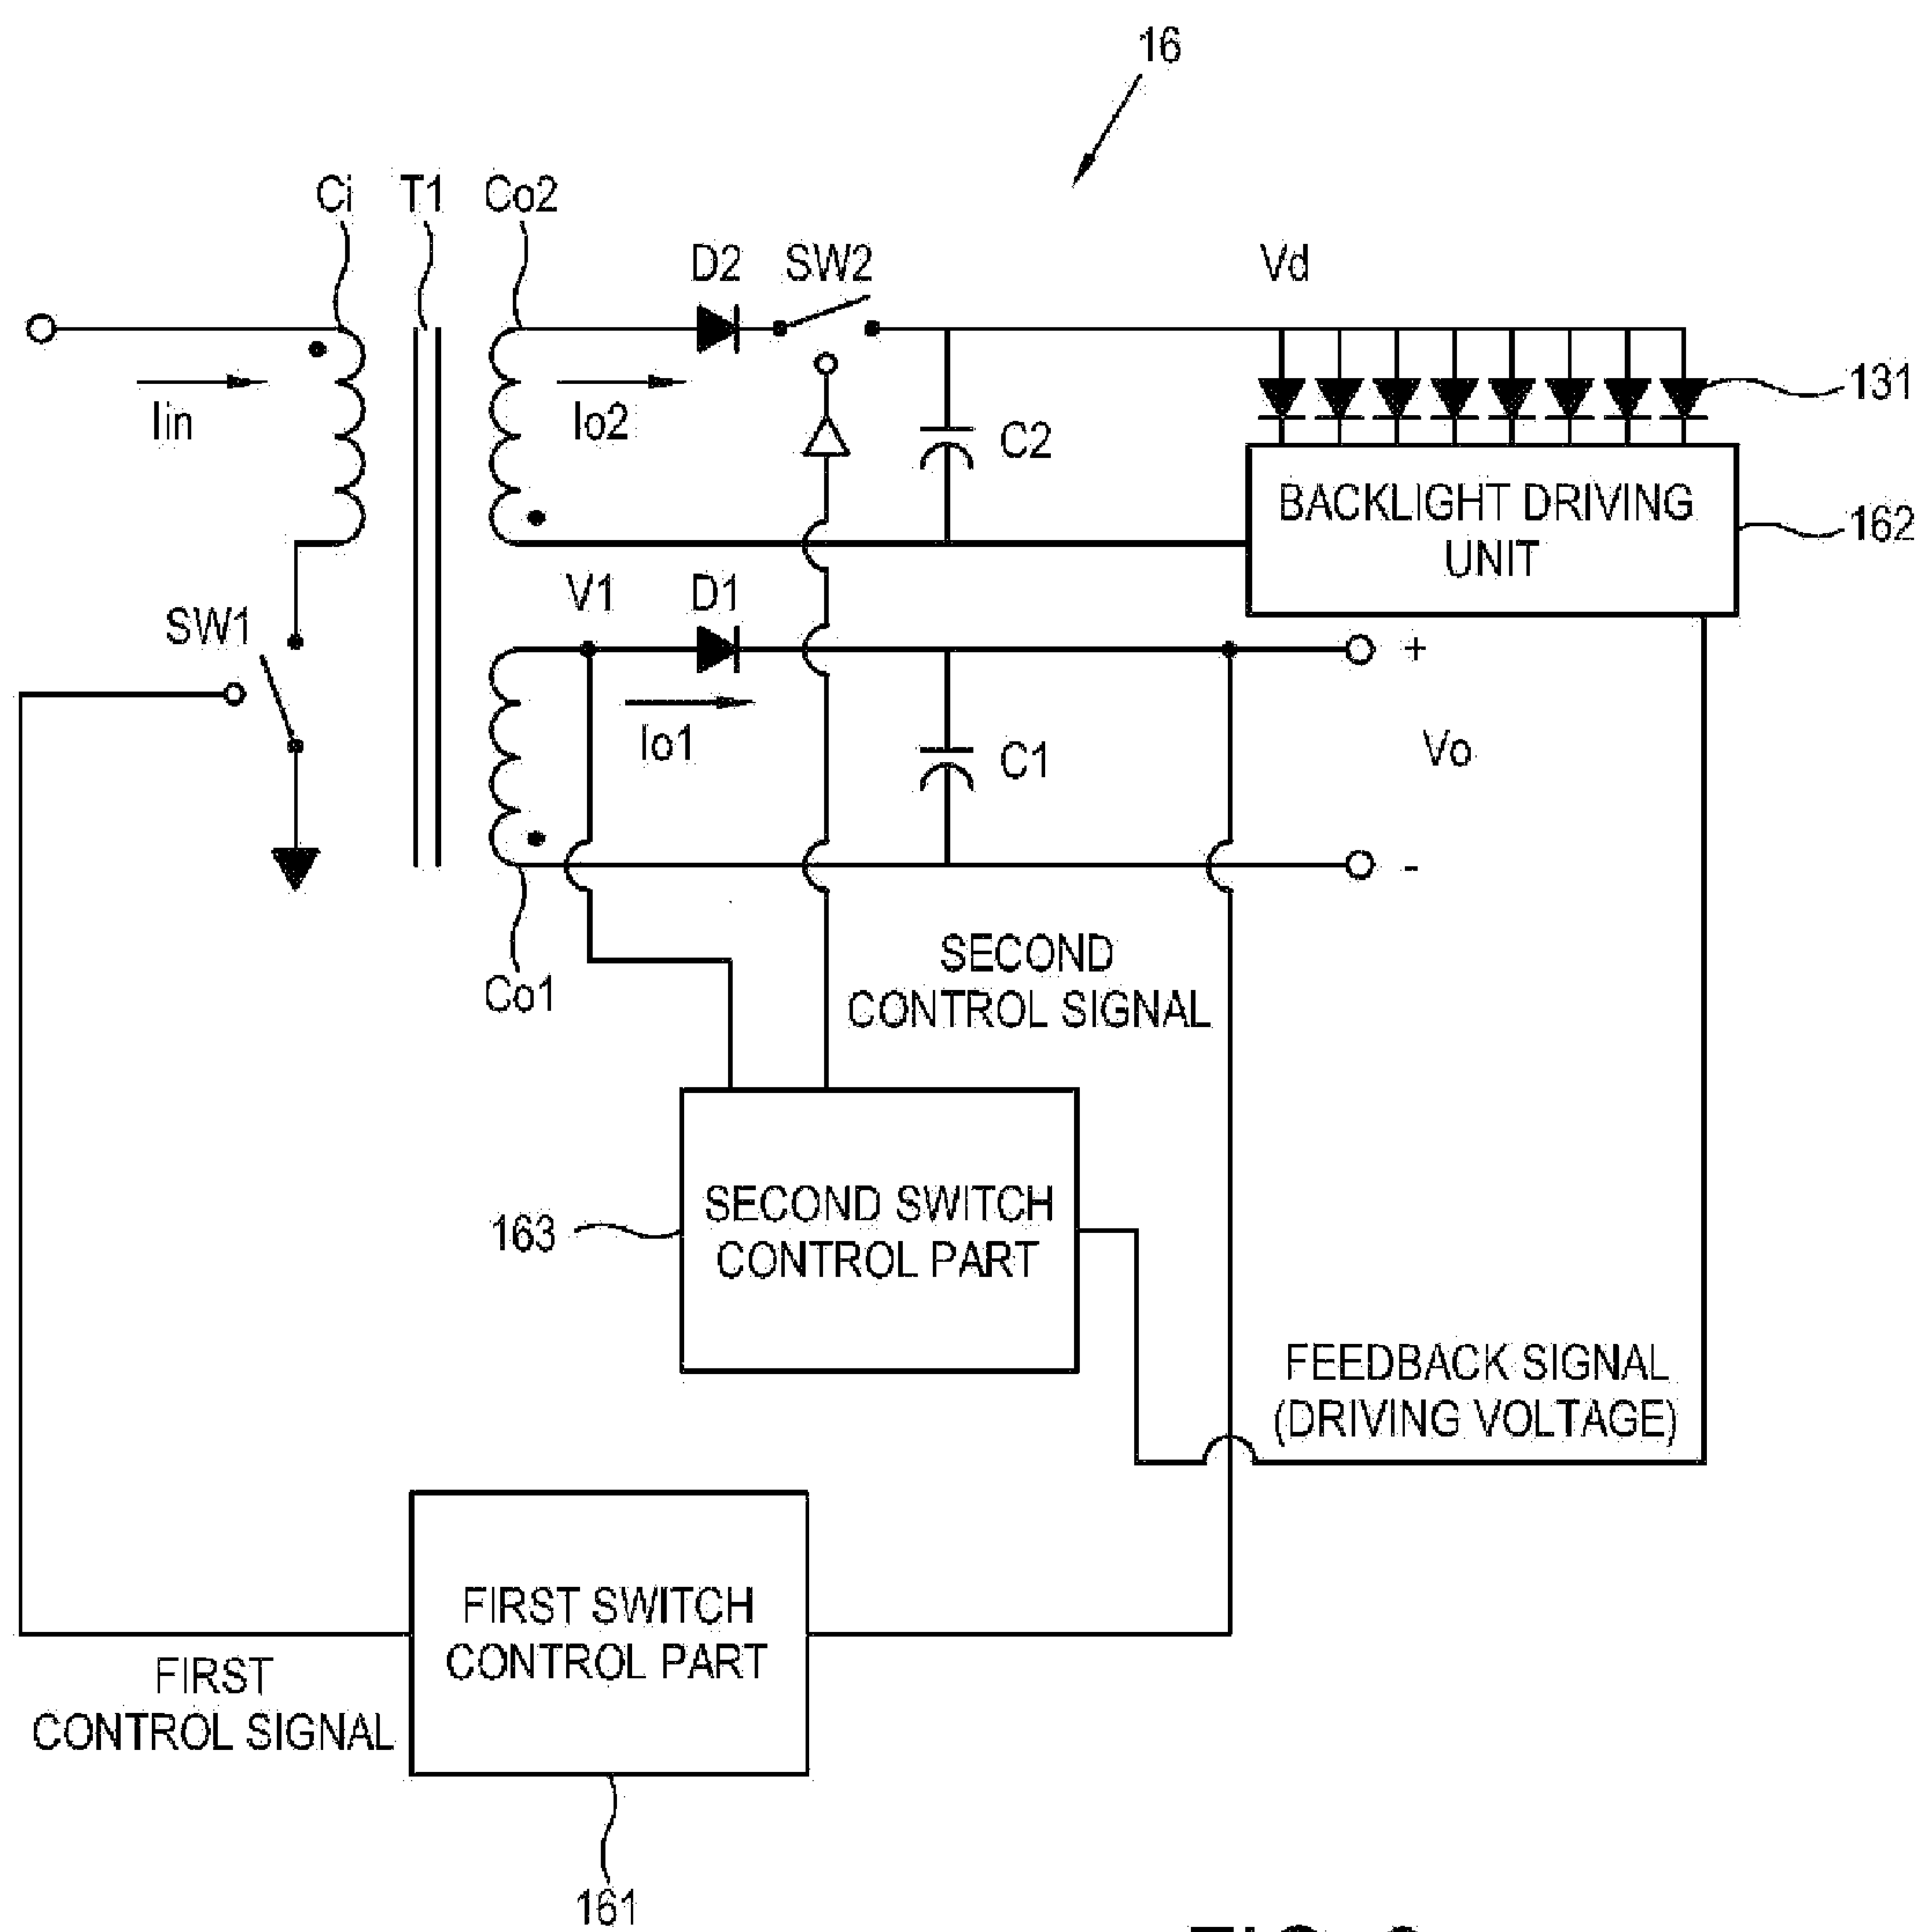 16
Ci T1 Co2
D2 SW2 Vd
131
Iin Io2 C2
BACKLIGHT DRIVING
UNIT
162
V1 D1
SW1
+
Io1 C1 Vo
-
Co1
SECOND
CONTROL SIGNAL
163
SECOND SWITCH
CONTROL PART
FEEDBACK SIGNAL
(DRIVING VOLTAGE)
FIRST SWITCH
CONTROL PART
FIRST
CONTROL SIGNAL
161